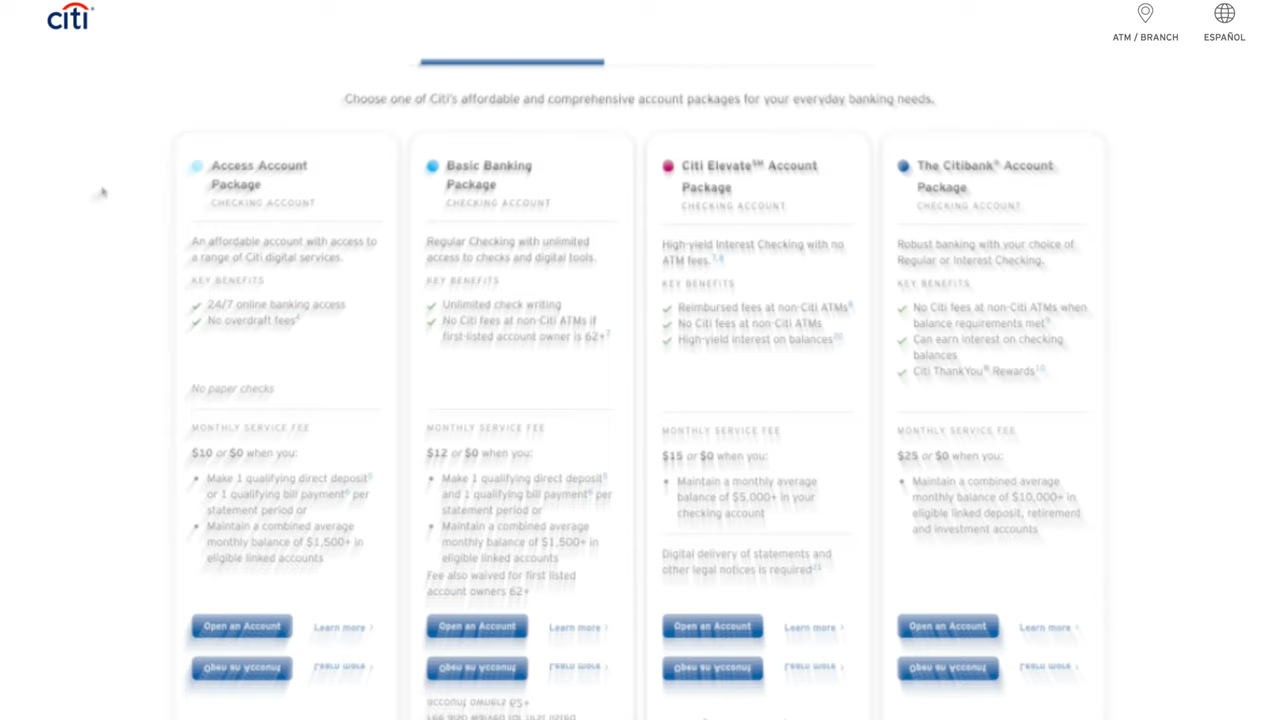 citi
ATM / BRANCH
ESPAÑOL
Choose one of Citi's affordable and comprehensive account packages for your everyday banking needs.
Access Account
Package
CHECKING ACCOUNT
An affordable account with access to
a range of Citi digital services.
KEY BENEFITS
24/7 online banking access
No overdraft fees4
No paper checks
MONTHLY SERVICE FEE
$10 or $0 when you:
• Make 1 qualifying direct deposit5
or 1 qualifying bill payment6 per
statement period or
• Maintain a combined average
monthly balance of $1,500+ in
eligible linked accounts
Open an Account
Learn more ›
Basic Banking
Package
CHECKING ACCOUNT
Regular Checking with unlimited
access to checks and digital tools.
KEY BENEFITS
Unlimited check writing
No Citi fees at non-Citi ATMs if
first-listed account owner is 62+7
MONTHLY SERVICE FEE
$12 or $0 when you:
• Make 1 qualifying direct deposit5
and 1 qualifying bill payment6 per
statement period or
• Maintain a combined average
monthly balance of $1,500+ in
eligible linked accounts
Fee also waived for first listed
account owners 62+
Open an Account
Learn more ›
Citi Elevate℠ Account
Package
CHECKING ACCOUNT
High-yield Interest Checking with no
ATM fees.7,8
KEY BENEFITS
Reimbursed fees at non-Citi ATMs8
No Citi fees at non-Citi ATMs
High-yield interest on balances20
MONTHLY SERVICE FEE
$15 or $0 when you:
• Maintain a monthly average
balance of $5,000+ in your
checking account
Digital delivery of statements and
other legal notices is required21
Open an Account
Learn more ›
The Citibank® Account
Package
CHECKING ACCOUNT
Robust banking with your choice of
Regular or Interest Checking.
KEY BENEFITS
No Citi fees at non-Citi ATMs when
balance requirements met9
Can earn interest on checking
balances
Citi ThankYou® Rewards10
MONTHLY SERVICE FEE
$25 or $0 when you:
• Maintain a combined average
monthly balance of $10,000+ in
eligible linked deposit, retirement
and investment accounts
Open an Account
Learn more ›